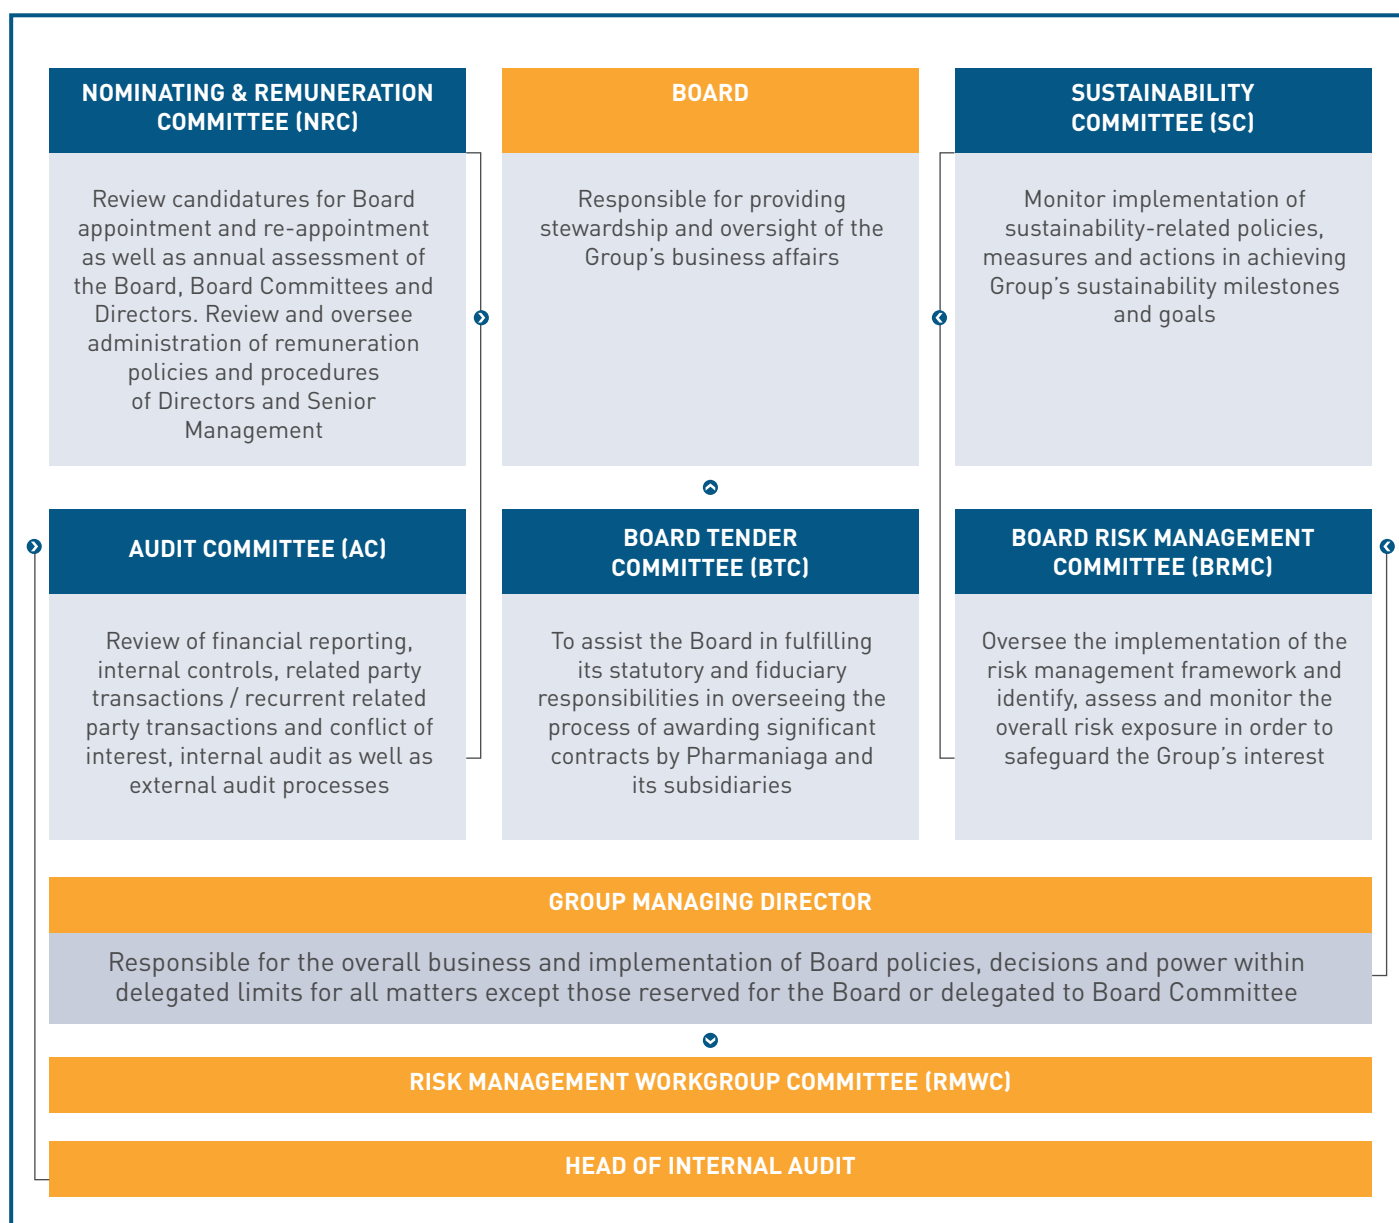 NOMINATING & REMUNERATION
COMMITTEE (NRC)
Review candidatures for Board
appointment and re-appointment
as well as annual assessment of
the Board, Board Committees and
Directors. Review and oversee
administration of remuneration
policies and procedures
of Directors and Senior
Management
BOARD
Responsible for providing
stewardship and oversight of the
Group’s business affairs
SUSTAINABILITY
COMMITTEE (SC)
Monitor implementation of
sustainability-related policies,
measures and actions in achieving
Group’s sustainability milestones
and goals
AUDIT COMMITTEE (AC)
Review of financial reporting,
internal controls, related party
transactions / recurrent related
party transactions and conflict of
interest, internal audit as well as
external audit processes
BOARD TENDER
COMMITTEE (BTC)
To assist the Board in fulfilling
its statutory and fiduciary
responsibilities in overseeing the
process of awarding significant
contracts by Pharmaniaga and
its subsidiaries
BOARD RISK MANAGEMENT
COMMITTEE (BRMC)
Oversee the implementation of the
risk management framework and
identify, assess and monitor the
overall risk exposure in order to
safeguard the Group’s interest
GROUP MANAGING DIRECTOR
Responsible for the overall business and implementation of Board policies, decisions and power within
delegated limits for all matters except those reserved for the Board or delegated to Board Committee
RISK MANAGEMENT WORKGROUP COMMITTEE (RMWC)
HEAD OF INTERNAL AUDIT